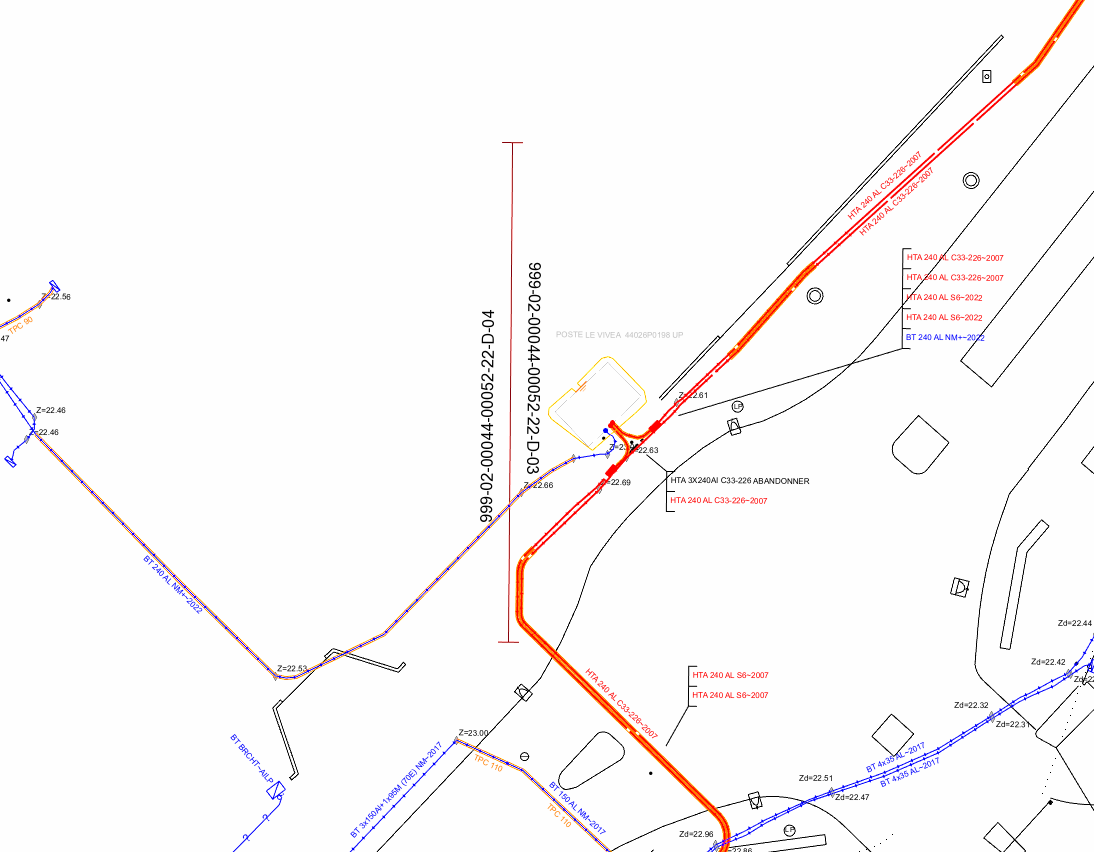 HTA 240 AL C33-226~2007
HTA 240 AL C33-226~2007
HTA 240 AL C33-226~2007
HTA 240 AL C33-226~2007
HTA 240 AL S6~2022
HTA 240 AL S6~2022
BT 240 AL NM+~2022
Z=22.56
TPC 90
47
POSTE LE VIVEA 44026P0198 UP
999-02-00044-00052-22-D-04
999-02-00044-00052-22-D-03
Z=22.61
LP
Z=22.46
Z=22.46
Z=22.63
Z=22.69
Z=22.66
HTA 3X240Al C33-226 ABANDONNER
HTA 240 AL C33-226~2007
BT 240 AL NM+~2022
Z=22.53
Zd=22.44
Zd=22.42
HTA 240 AL C33-226~2007
HTA 240 AL S6~2007
HTA 240 AL S6~2007
Zd=22.32
Zd=22.31
Z=23.00
BT BRCHT~AILP
TPC 110
BT 3x150Al+1x95M (70E) NM~2017
BT 150 AL NM~2017
TPC 110
BT 4x35 AL~2017
BT 4x35 AL~2017
Zd=22.51
Zd=22.47
LP
Zd=22.96
=22.86